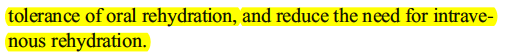 tolerance of oral rehydration, and reduce the need for intrave-
nous rehydration.